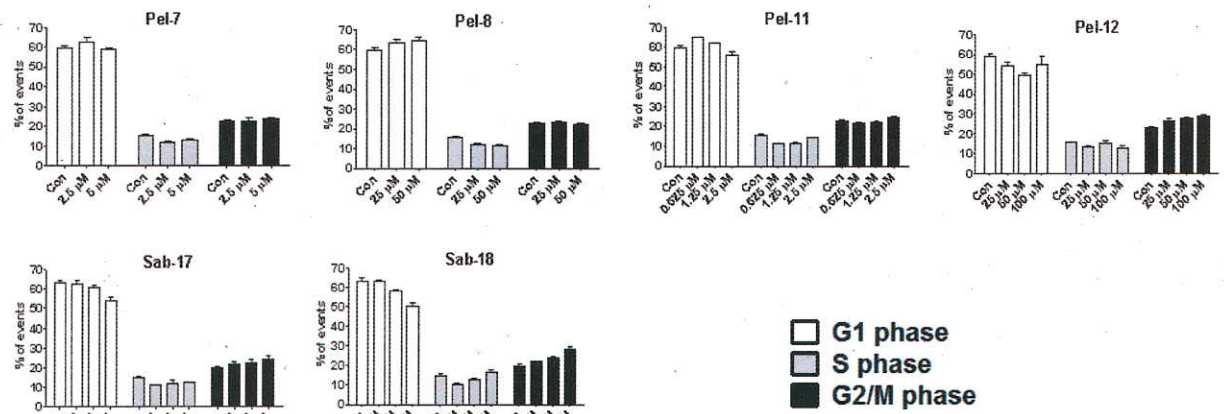 Pel-7
% of events
70
60
50
40
30
20
10
0
Con
2.5 µM
5 µM
Con
2.5 µM
5 µM
Con
2.5 µM
5 µM
Pel-8
% of events
70
60
50
40
30
20
10
0
Con
25 µM
50 µM
Con
25 µM
50 µM
Con
25 µM
50 µM
Pel-11
% of events
70
60
50
40
30
20
10
0
Con
0.625 µM
1.25 µM
2.5 µM
Con
0.625 µM
1.25 µM
2.5 µM
Con
0.625 µM
1.25 µM
2.5 µM
Pel-12
% of events
70
60
50
40
30
20
10
0
Con
25 µM
50 µM
100 µM
Con
25 µM
50 µM
100 µM
Con
25 µM
50 µM
100 µM
Sab-17
% of events
70
60
50
40
30
20
10
0
Sab-18
% of events
70
60
50
40
30
20
10
0
G1 phase
S phase
G2/M phase